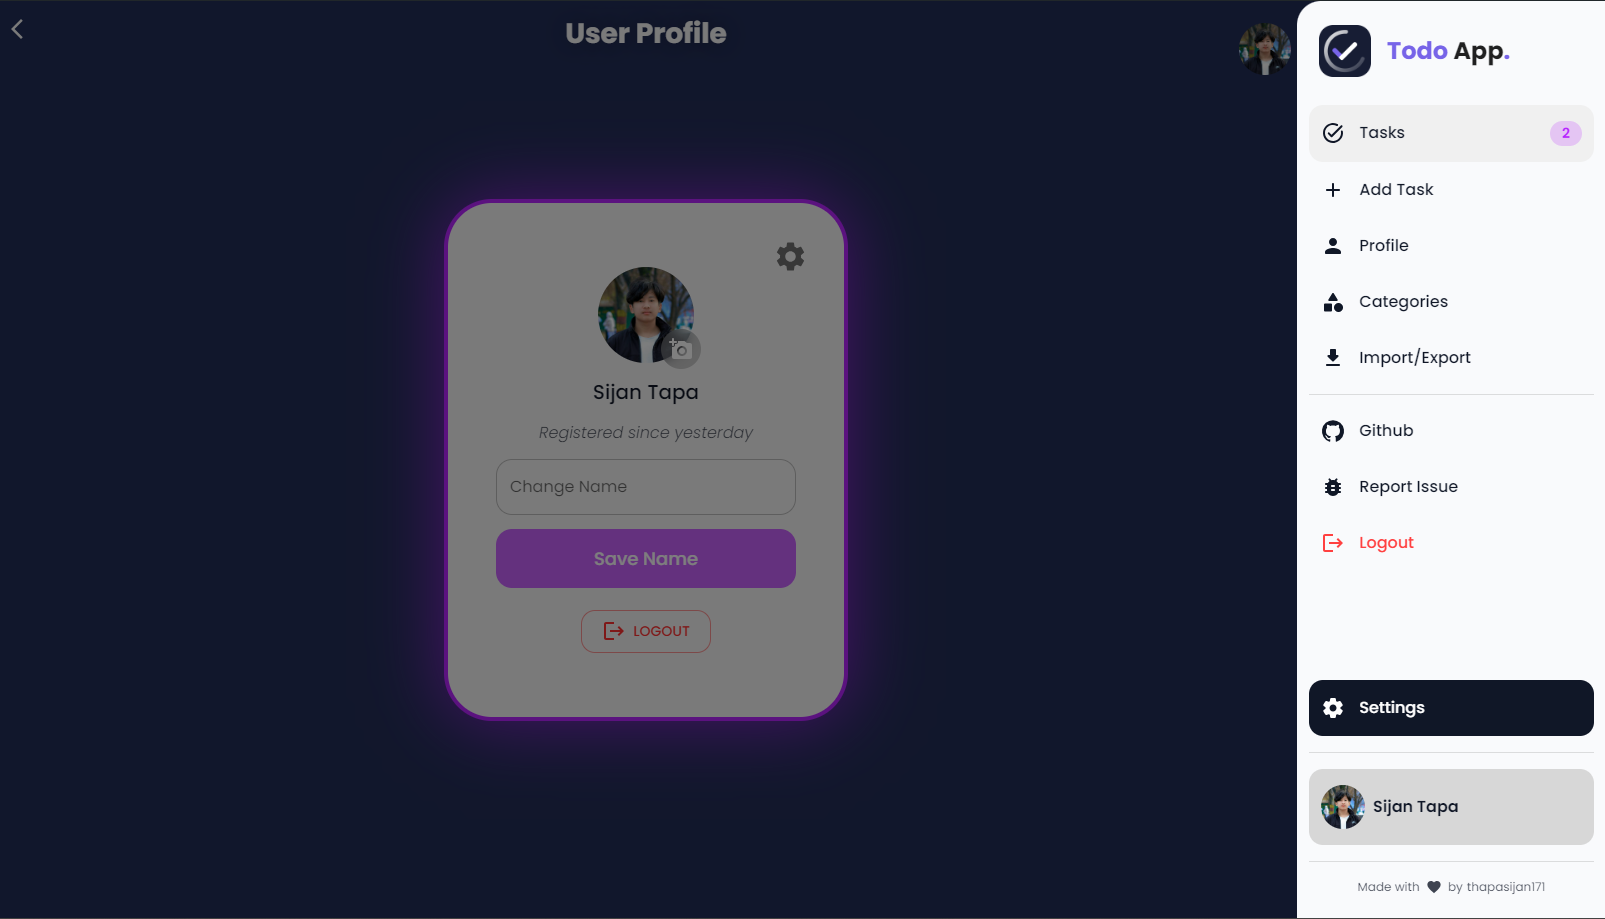 User Profile
Sijan Tapa
Registered since yesterday
Change Name
Save Name
LOGOUT
Todo App.
Tasks 2
Add Task
Profile
Categories
Import/Export
Github
Report Issue
Logout
Settings
Sijan Tapa
Made with 🖤 by thapasijan171